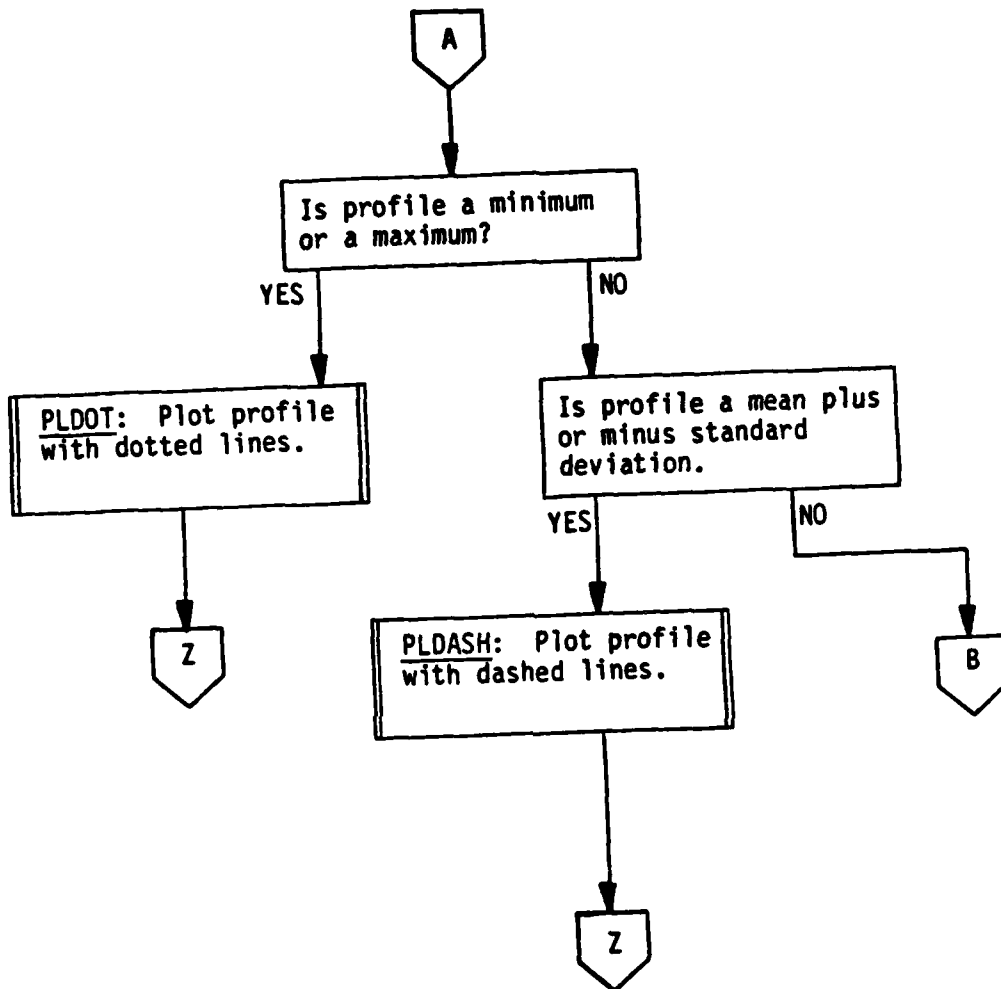 A
Is profile a minimum
or a maximum?
YES
NO
PLDOT: Plot profile
with dotted lines.
Is profile a mean plus
or minus standard
deviation.
YES
NO
Z
PLDASH: Plot profile
with dashed lines.
B
Z